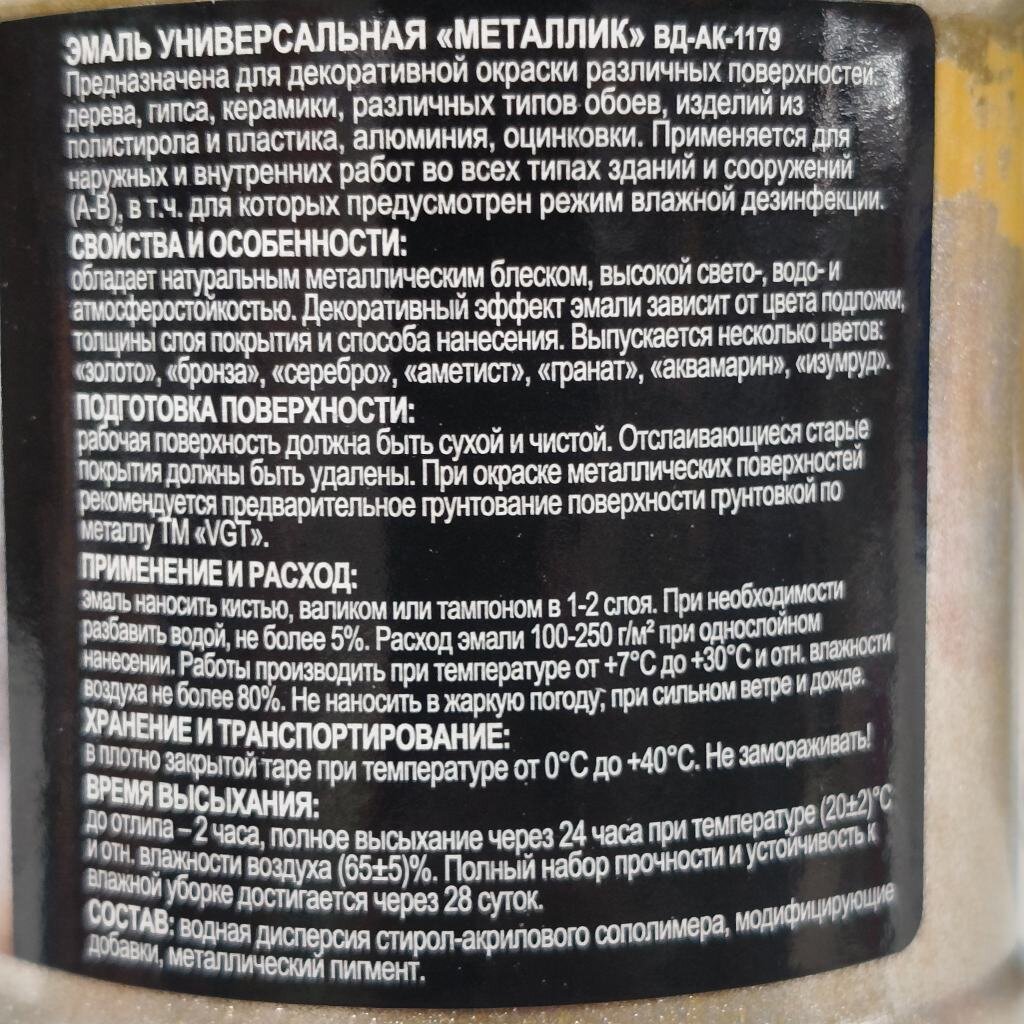 ЭМАЛЬ УНИВЕРСАЛЬНАЯ «МЕТАЛЛИК» ВД-АК-1179
Предназначена для декоративной окраски различных поверхностей:
дерева, гипса, керамики, различных типов обоев, изделий из
полистирола и пластика, алюминия, оцинковки. Применяется для
наружных и внутренних работ во всех типах зданий и сооружений
(А-В), в т.ч. для которых предусмотрен режим влажной дезинфекции.
СВОЙСТВА И ОСОБЕННОСТИ:
обладает натуральным металлическим блеском, высокой свето-, водо- и
атмосферостойкостью. Декоративный эффект эмали зависит от цвета подложки,
толщины слоя покрытия и способа нанесения. Выпускается несколько цветов:
«золото», «бронза», «серебро», «аметист», «гранат», «аквамарин», «изумруд».
ПОДГОТОВКА ПОВЕРХНОСТИ:
рабочая поверхность должна быть сухой и чистой. Отслаивающиеся старые
покрытия должны быть удалены. При окраске металлических поверхностей
рекомендуется предварительное грунтование поверхности грунтовкой по
металлу ТМ «VGT».
ПРИМЕНЕНИЕ И РАСХОД:
эмаль наносить кистью, валиком или тампоном в 1-2 слоя. При необходимости
разбавить водой, не более 5%. Расход эмали 100-250 г/м² при однослойном
нанесении. Работы производить при температуре от +7°С до +30°С и отн. влажности
воздуха не более 80%. Не наносить в жаркую погоду, при сильном ветре и дожде.
ХРАНЕНИЕ И ТРАНСПОРТИРОВАНИЕ:
в плотно закрытой таре при температуре от 0°С до +40°С. Не замораживать!
ВРЕМЯ ВЫСЫХАНИЯ:
до отлипа – 2 часа, полное высыхание через 24 часа при температуре (20±2)°С
и отн. влажности воздуха (65±5)%. Полный набор прочности и устойчивость к
влажной уборке достигается через 28 суток.
СОСТАВ: водная дисперсия стирол-акрилового сополимера, модифицирующие
добавки, металлический пигмент.